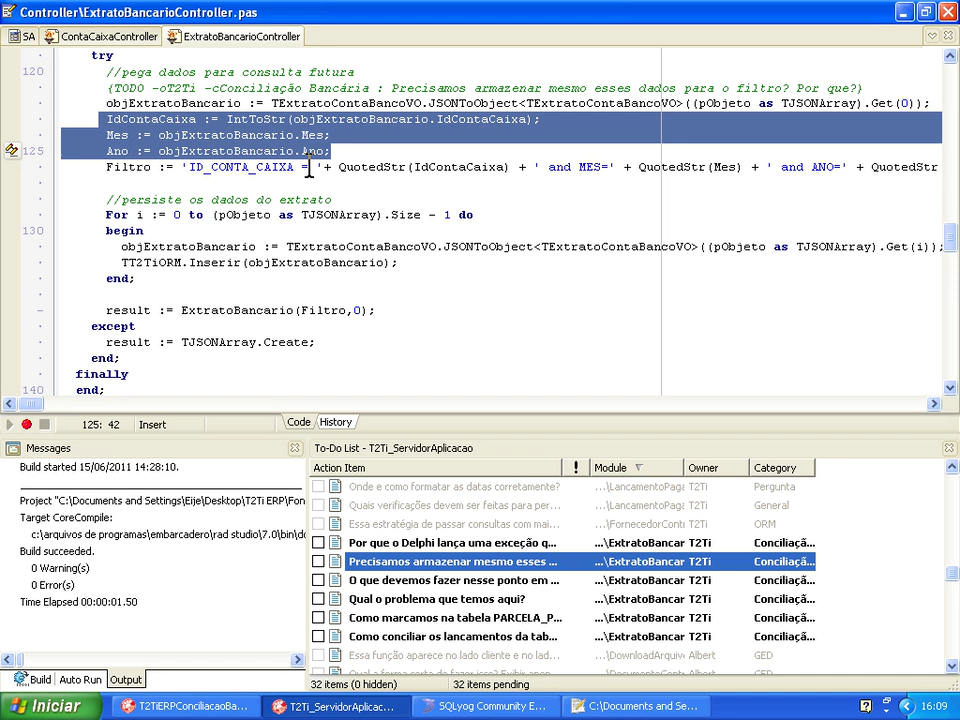 Controller\ExtratoBancarioController.pas
SA
ContaCaixaController
ExtratoBancarioController
try
120
//pega dados para consulta futura
{TODO -oT2Ti -cConciliação Bancária : Precisamos armazenar mesmo esses dados para o filtro? Por que?}
objExtratoBancario := TExtratoContaBancoVO.JSONToObject<TExtratoContaBancoVO>((pObjeto as TJSONArray).Get(0));
IdContaCaixa := IntToStr(objExtratoBancario.IdContaCaixa);
Mes := objExtratoBancario.Mes;
125
Ano := objExtratoBancario.Ano;
Filtro := 'ID_CONTA_CAIXA = '+ QuotedStr(IdContaCaixa) + ' and MES=' + QuotedStr(Mes) + ' and ANO=' + QuotedStr
//persiste os dados do extrato
For i := 0 to (pObjeto as TJSONArray).Size - 1 do
130
begin
objExtratoBancario := TExtratoContaBancoVO.JSONToObject<TExtratoContaBancoVO>((pObjeto as TJSONArray).Get(i));
TT2TiORM.Inserir(objExtratoBancario);
end;
result := ExtratoBancario(Filtro,0);
except
result := TJSONArray.Create;
end;
finally
140
end;
125: 42
Insert
Code
History
Messages
Build started 15/06/2011 14:28:10.
Project "C:\Documents and Settings\Eije\Desktop\T2Ti ERP\Fon
Target CoreCompile:
c:\arquivos de programas\embarcadero\rad studio\7.0\bin\dc
Build succeeded.
0 Warning(s)
0 Error(s)
Time Elapsed 00:00:01.50
Build
Auto Run
Output
To-Do List - T2Ti_ServidorAplicacao
Action Item ! Module Owner Category
Onde e como formatar as datas corretamente? ...\LancamentoPaga T2Ti Pergunta
Quais verificações devem ser feitas para per... ...\LancamentoPaga T2Ti General
Essa estratégia de passar consultas com mai... ...\FornecedorContr T2Ti ORM
Por que o Delphi lança uma exceção q... ...\ExtratoBancar T2Ti Conciliaçã...
Precisamos armazenar mesmo esses ... ...\ExtratoBancar T2Ti Conciliaçã...
O que devemos fazer nesse ponto em ... ...\ExtratoBancar T2Ti Conciliaçã...
Qual o problema que temos aqui? ...\ExtratoBancar T2Ti Conciliaçã...
Como marcamos na tabela PARCELA_P... ...\ExtratoBancar T2Ti Conciliaçã...
Como conciliar os lancamentos da tab... ...\ExtratoBancar T2Ti Conciliaçã...
Essa função aparece no lado cliente e no lad... ...\DownloadArquiv Albert GED
32 items (0 hidden)
32 items pending
Iniciar
T2TiERPConciliacaoBa...
T2Ti_ServidorAplicac...
SQLyog Community E...
C:\Documents and Se...
16:09